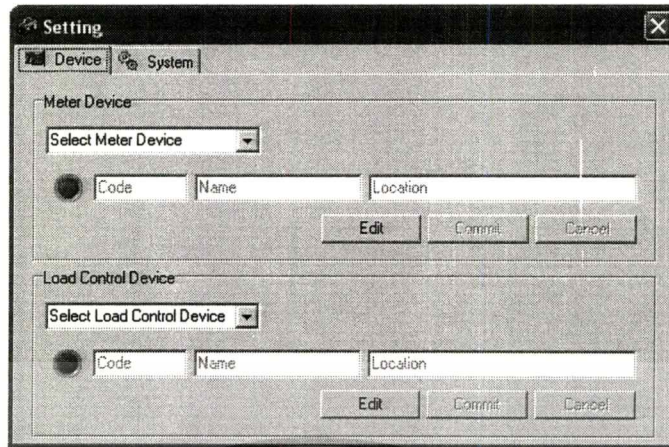 Setting
Device System
Meter Device
Select Meter Device
Code Name Location
Edit Commit Cancel
Load Control Device
Select Load Control Device
Code Name Location
Edit Commit Cancel